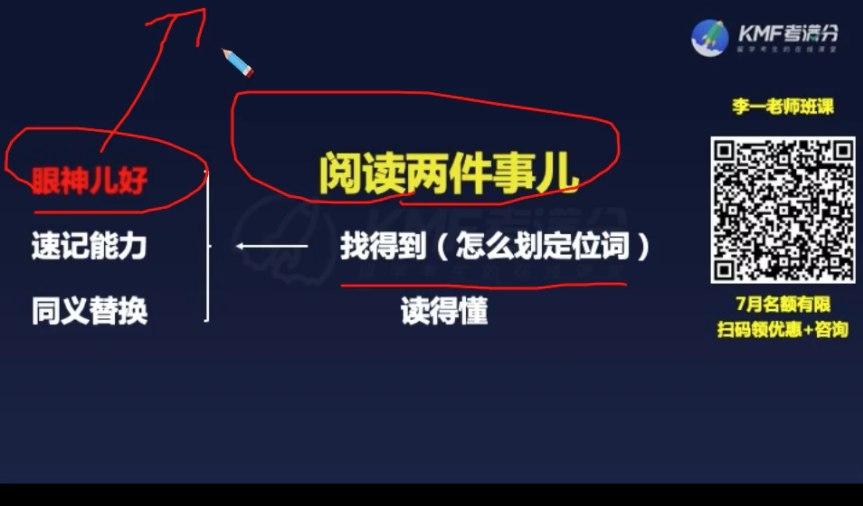 KMF考满分
留学考生的在线课堂
李一老师班课
眼神儿好
阅读两件事儿
速记能力
找得到（怎么划定位词）
同义替换
读得懂
7月名额有限
扫码领优惠+咨询